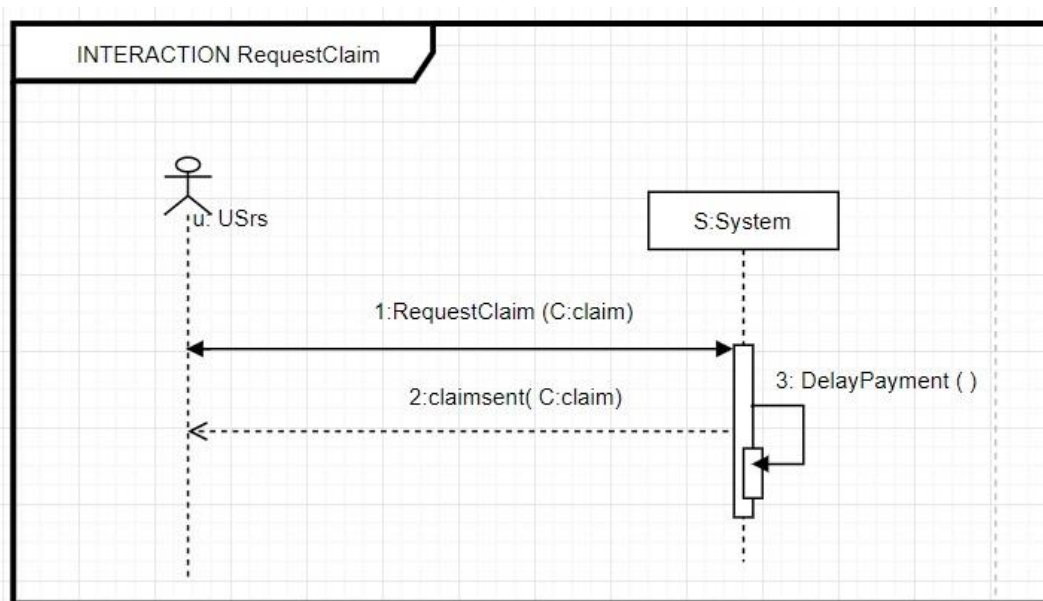 INTERACTION RequestClaim
u: USrs
S:System
1:RequestClaim (C:claim)
3: DelayPayment ( )
2:claimsent( C:claim)